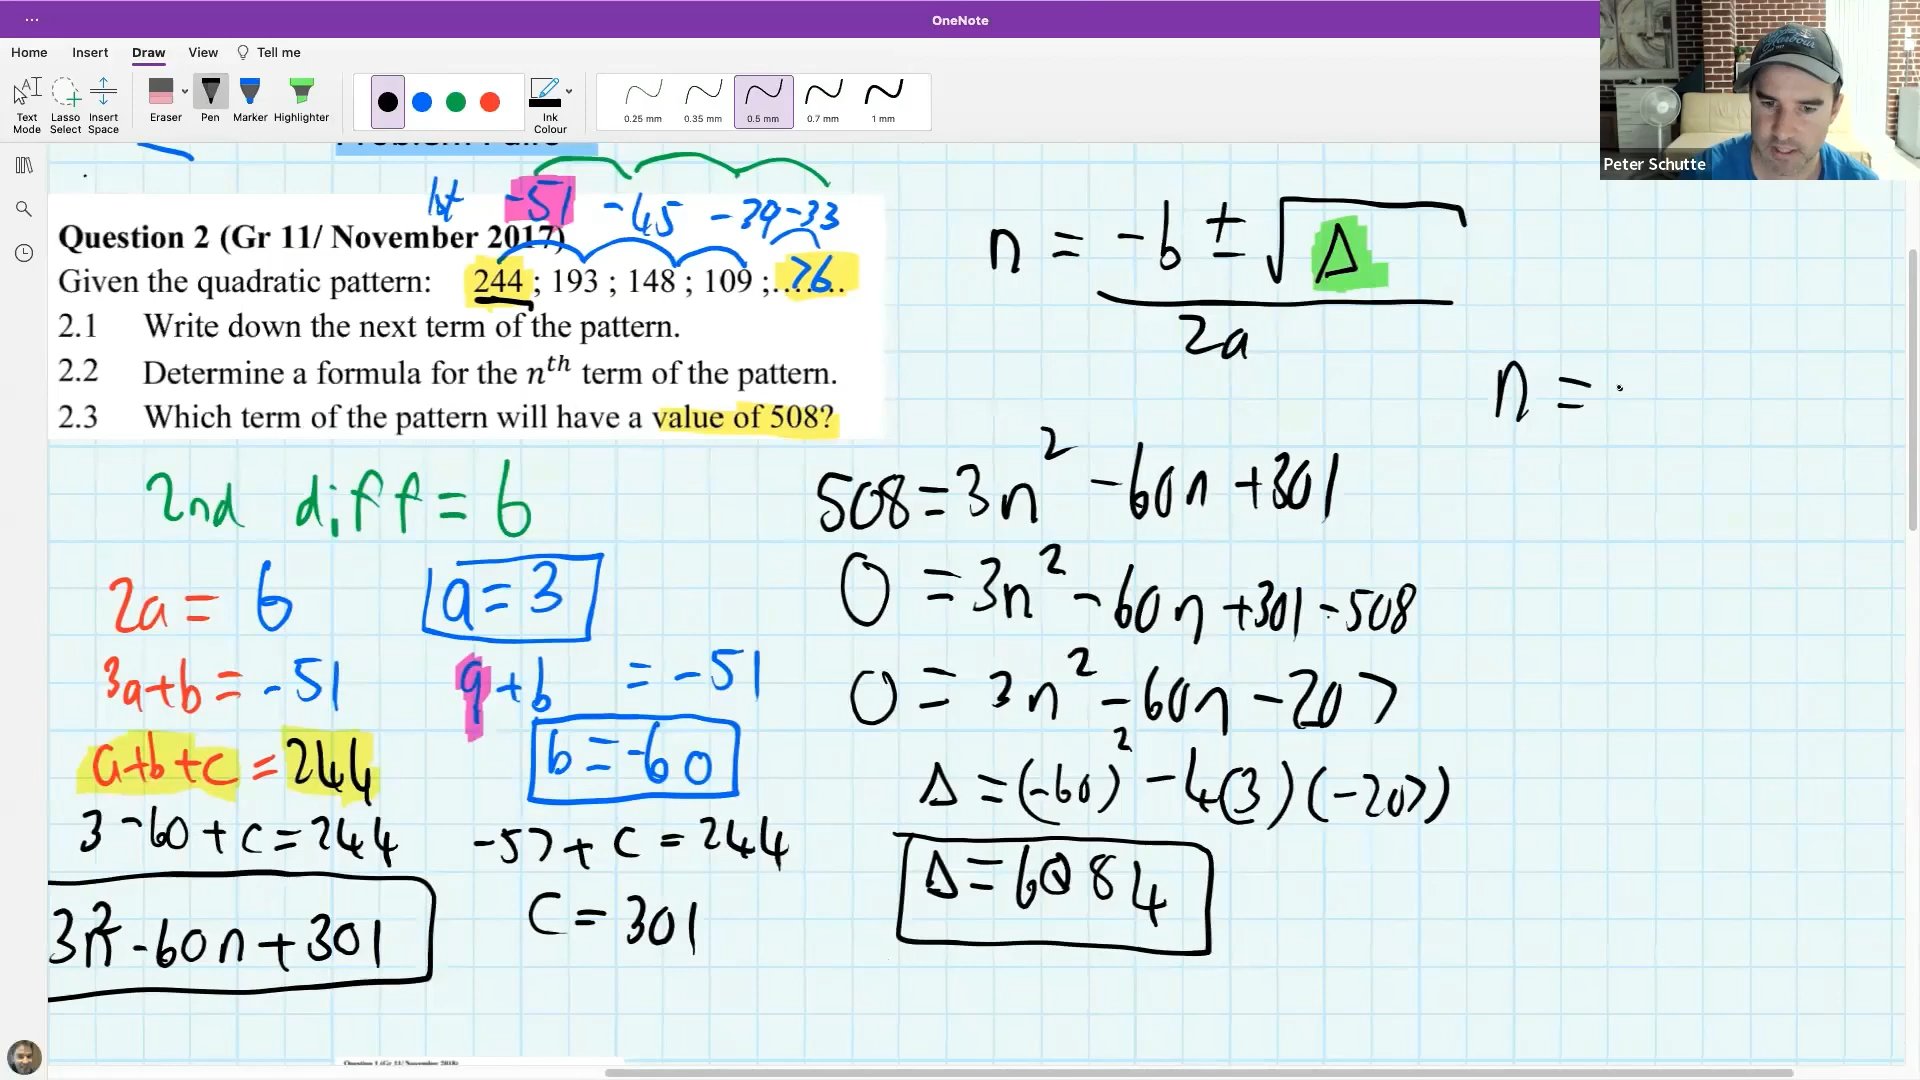 OneNote
Home Insert Draw View Tell me
Text Mode Lasso Select Insert Space Eraser Pen Marker Highlighter Ink Colour 0.25 mm 0.35 mm 0.5 mm 0.7 mm 1 mm
Peter Schutte
1st -51 -45 -39 -33
Question 2 (Gr 11/ November 2017)
Given the quadratic pattern: 244 ; 193 ; 148 ; 109 ;........ 76
2.1 Write down the next term of the pattern.
2.2 Determine a formula for the nᵗʰ term of the pattern.
2.3 Which term of the pattern will have a value of 508?
2nd diff = 6
2a = 6 a = 3
3a+b = -51 9+b = -51
a+b+c = 244 b = -60
3-60+c=244 -57+c=244
3n²-60n+301 c=301
n = -b ± √Δ
2a
n =
508=3n²-60n+301
0=3n²-60n+301-508
0=3n²-60n-207
Δ=(-60)²-4(3)(-207)
Δ=6084
Question 1 (Gr 11/ November 2018)